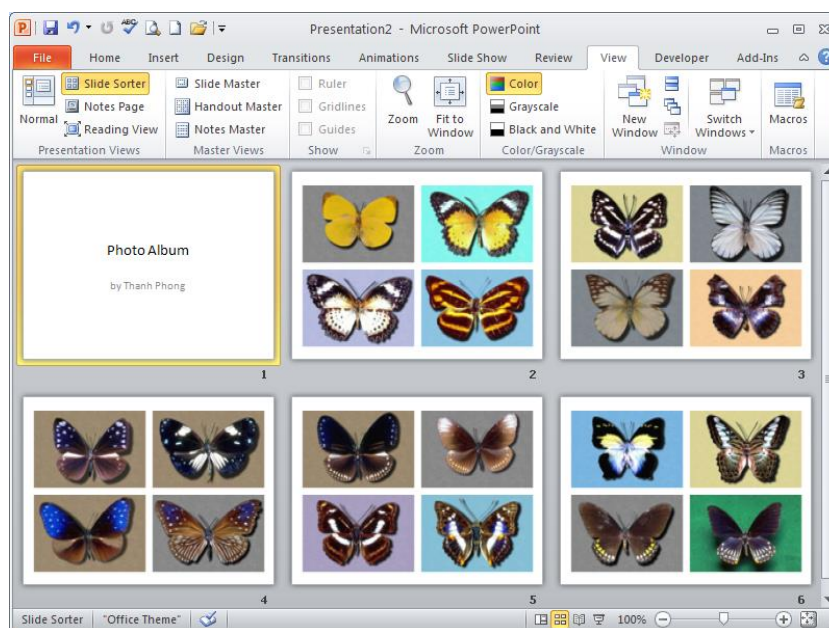 P
ABC
Presentation2 - Microsoft PowerPoint
File Home Insert Design Transitions Animations Slide Show Review View Developer Add-Ins
Normal
Slide Sorter
Notes Page
Reading View
Presentation Views
Slide Master
Handout Master
Notes Master
Master Views
Ruler
Gridlines
Guides
Show
Zoom
Fit to
Window
Zoom
Color
Grayscale
Black and White
Color/Grayscale
New
Window
Switch
Windows
Window
Macros
Macros
Photo Album
by Thanh Phong
1 2 3
4 5 6
Slide Sorter "Office Theme" 100%